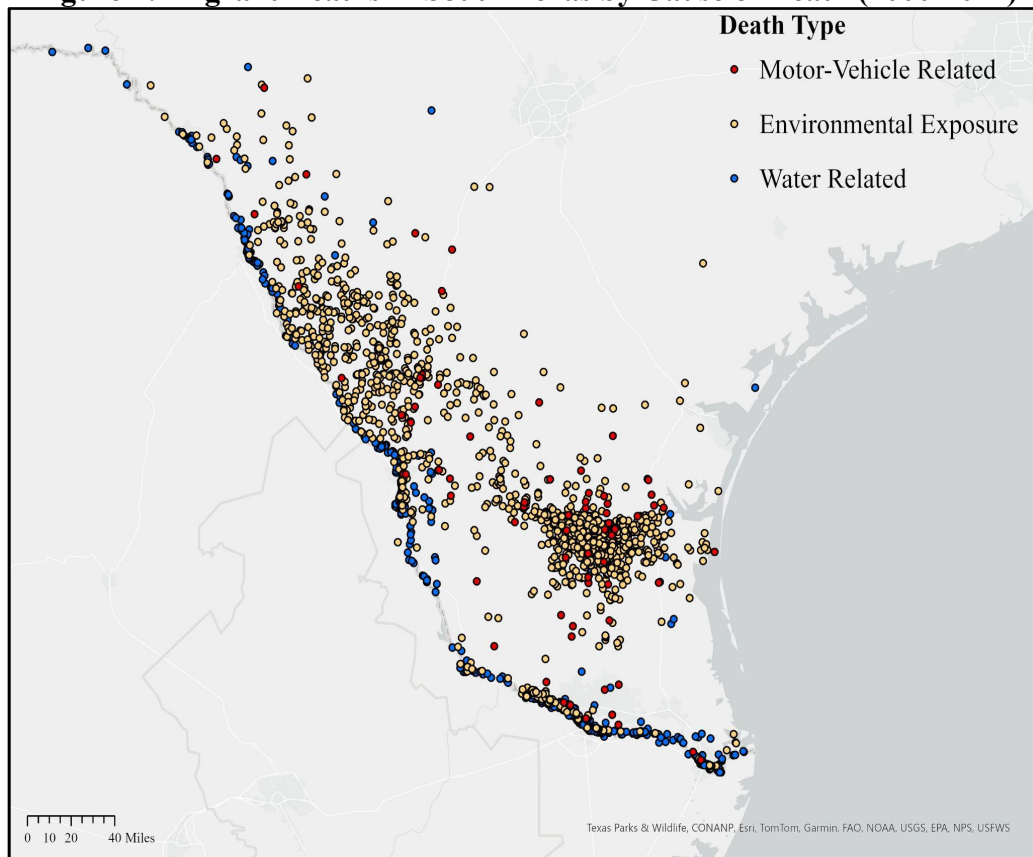 Death Type
Motor-Vehicle Related
Environmental Exposure
Water Related
0 10 20 40 Miles
Texas Parks & Wildlife, CONANP, Esri, TomTom, Garmin, FAO, NOAA, USGS, EPA, NPS, USFWS